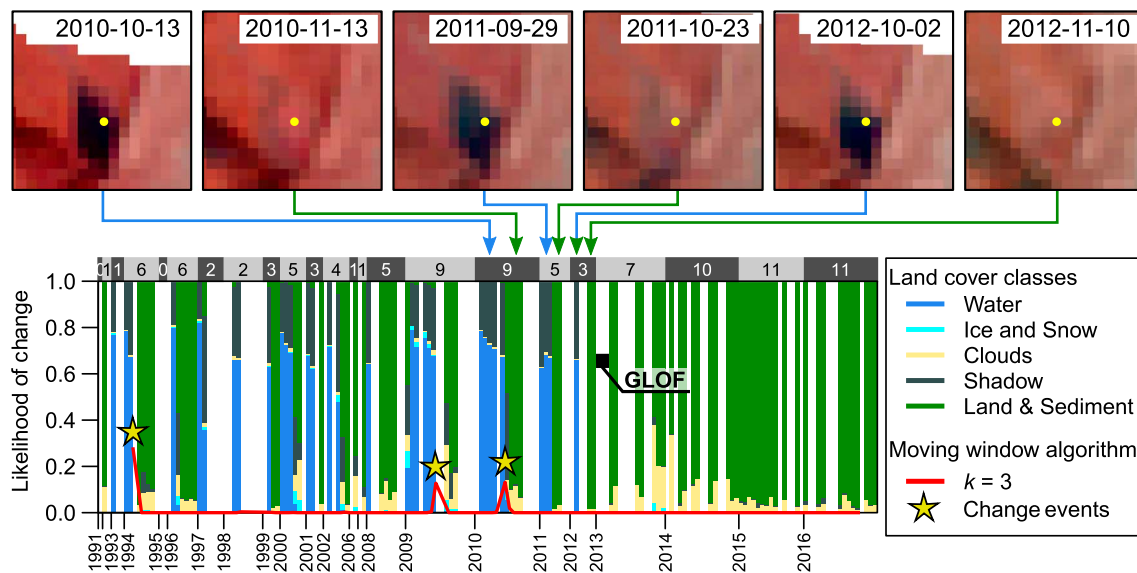 2010-10-13 2010-11-13 2011-09-29 2011-10-23 2012-10-02 2012-11-10
0 1 1 6 0 6 2 2 3 5 3 4 1 1 5 9 9 5 3 7 10 11 11
Likelihood of change
1.0
0.8
0.6
0.4
0.2
0.0
GLOF
1991 1993 1994 1995 1996 1997 1998 1999 2000 2001 2002 2006 2008 2009 2010 2011 2012 2013 2014 2015 2016
Land cover classes
Water
Ice and Snow
Clouds
Shadow
Land & Sediment
Moving window algorithm
k = 3
Change events